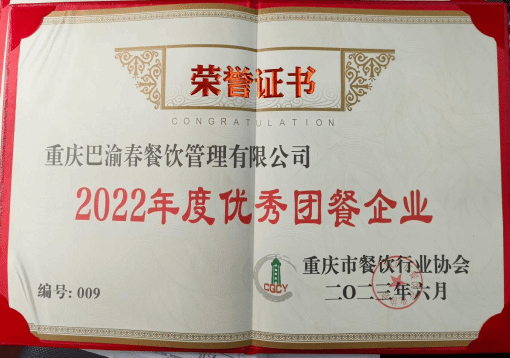 荣誉证书
CONGRATULATION
重庆巴渝春餐饮管理有限公司
2022年度优秀团餐企业
CQCY
重庆市餐饮行业协会
二〇二三年六月
编号: 009